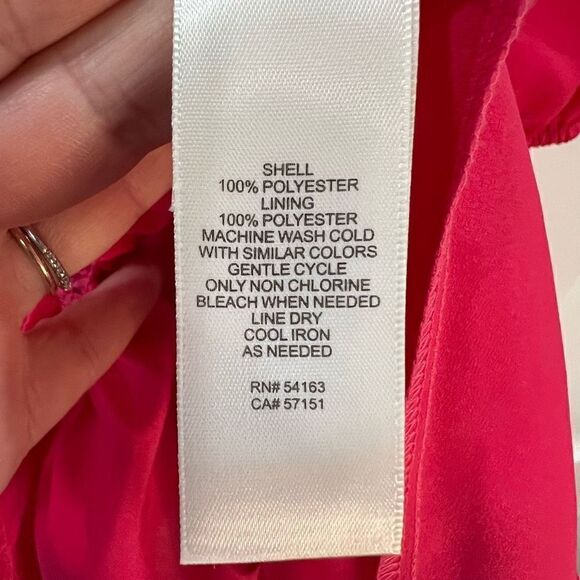 SHELL
100% POLYESTER
LINING
100% POLYESTER
MACHINE WASH COLD
WITH SIMILAR COLORS
GENTLE CYCLE
ONLY NON CHLORINE
BLEACH WHEN NEEDED
LINE DRY
COOL IRON
AS NEEDED
RN# 54163
CA# 57151